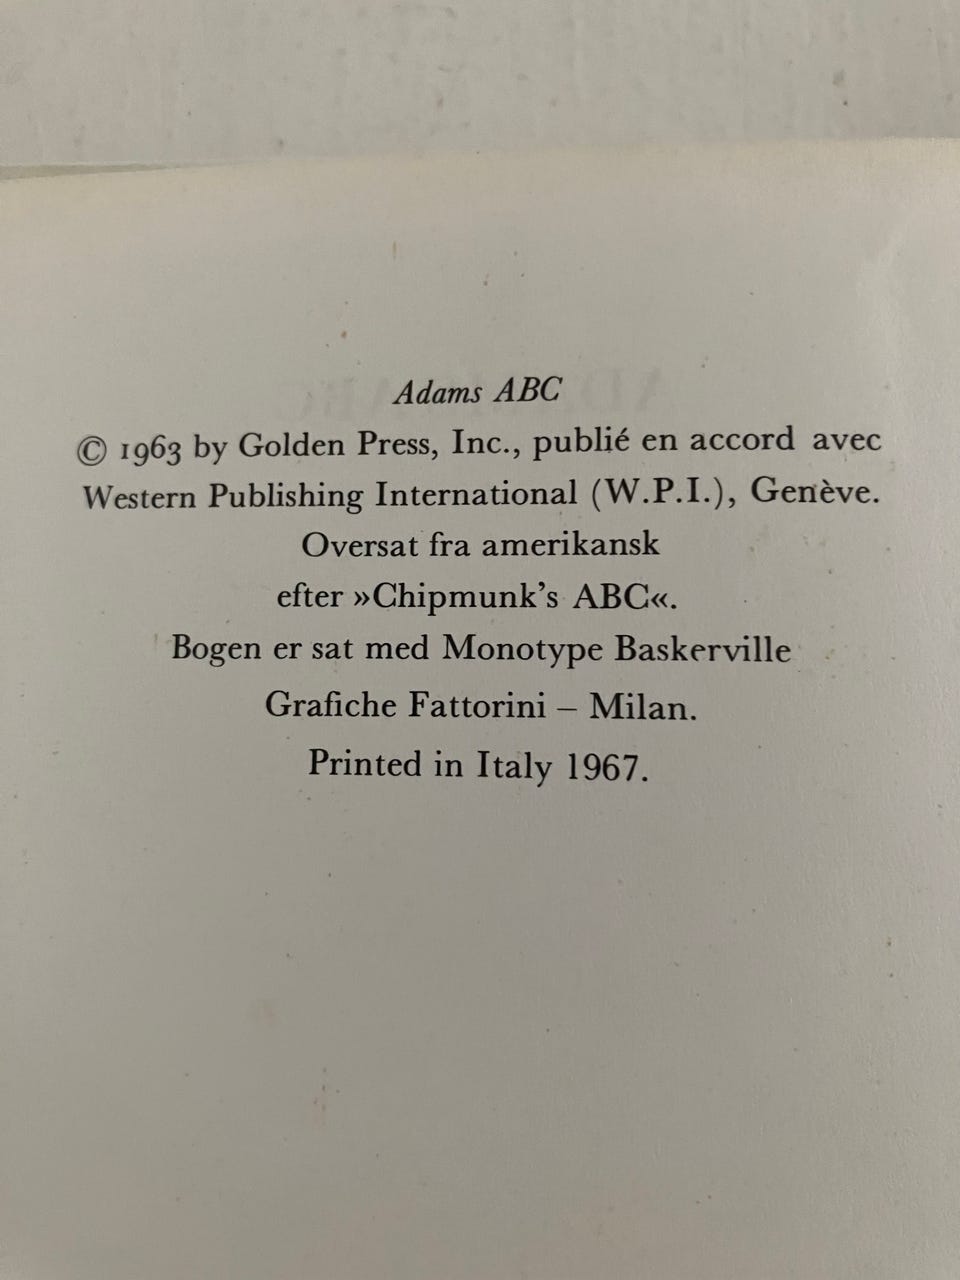 Adams ABC
© 1963 by Golden Press, Inc., publié en accord avec
Western Publishing International (W.P.I.), Genève.
Oversat fra amerikansk
efter »Chipmunk’s ABC«.
Bogen er sat med Monotype Baskerville
Grafiche Fattorini – Milan.
Printed in Italy 1967.